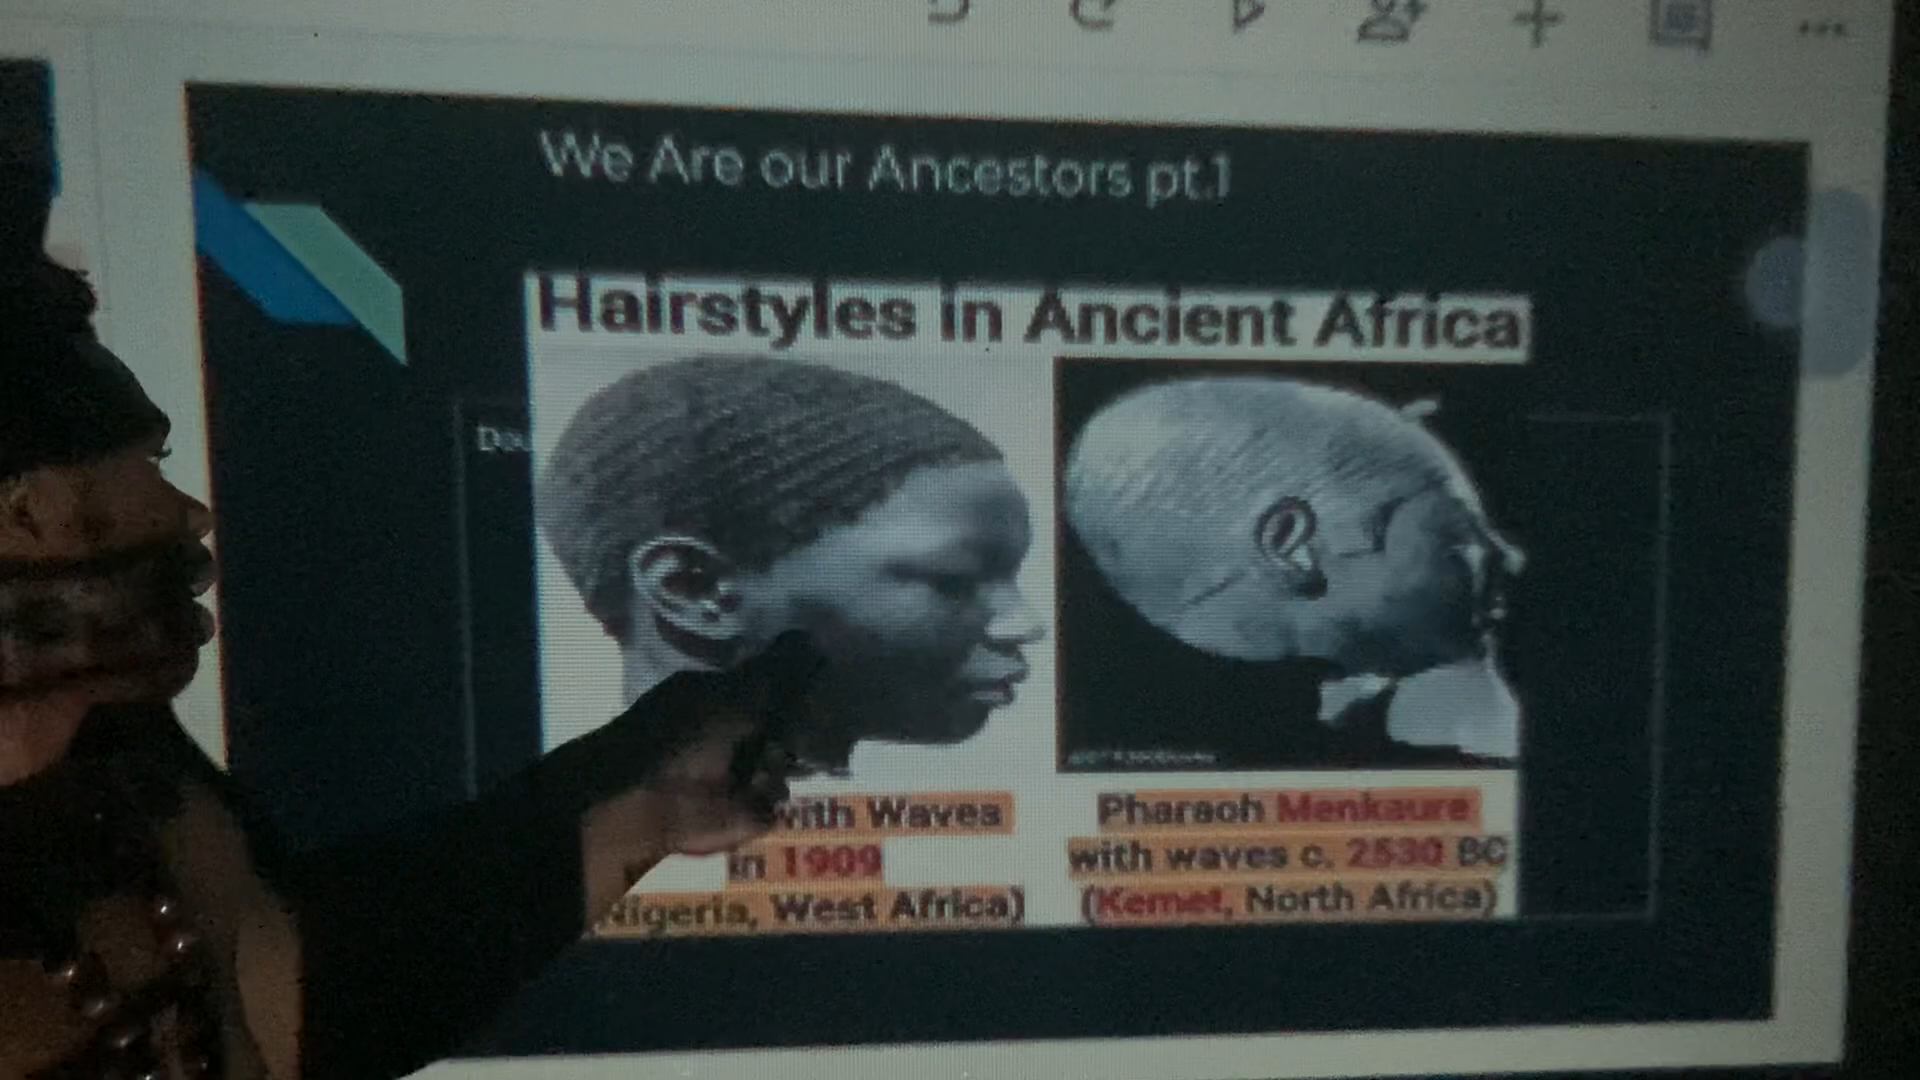 We Are our Ancestors pt.1
Hairstyles in Ancient Africa
with Waves
in 1909
Nigeria, West Africa)
Pharaoh Menkaure
with waves c. 2530 BC
(Kemet, North Africa)